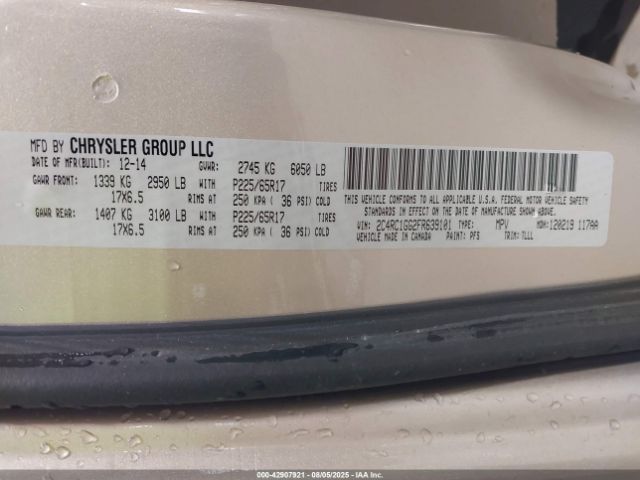 MFD BY CHRYSLER GROUP LLC
DATE OF MFR(BUILT): 12-14 GVWR: 2745 KG 6050 LB
GAWR FRONT: 1339 KG 2950 LB WITH P225/65R17 TIRES
17X6.5 RIMS AT 250 KPA ( 36 PSI) COLD
GAWR REAR: 1407 KG 3100 LB WITH P225/65R17 TIRES
17X6.5 RIMS AT 250 KPA ( 36 PSI) COLD
THIS VEHICLE CONFORMS TO ALL APPLICABLE U.S.A. FEDERAL MOTOR VEHICLE SAFETY
STANDARDS IN EFFECT ON THE DATE OF MANUFACTURE SHOWN ABOVE.
VIN: 2C4RC1GG2FR639101 TYPE: MPV MDH: 120219 117AA
VEHICLE MADE IN CANADA PAINT: PFS TRIM: TLLL
000-42907921 - 08/05/2025 - IAA, Inc.